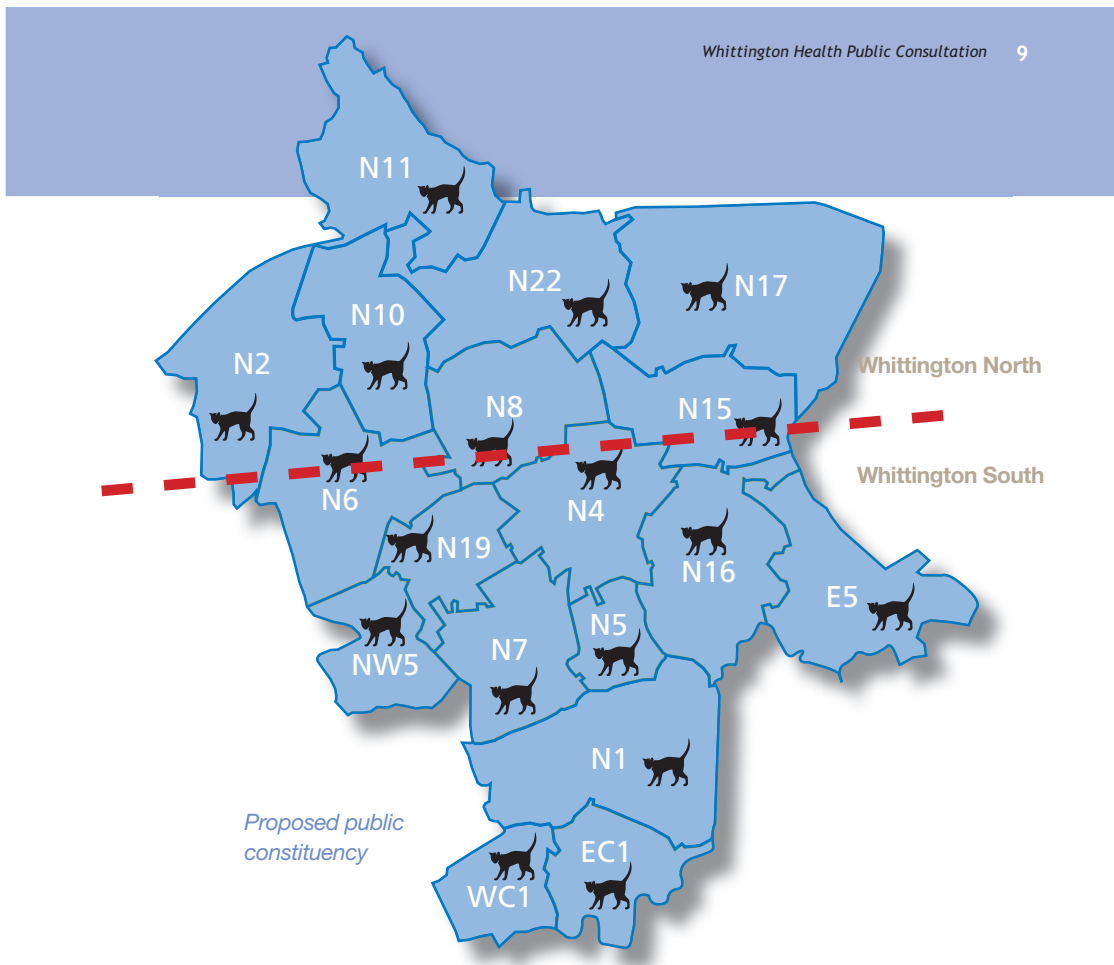 Whittington Health Public Consultation 9
N11
N22
N17
N10
N2
Whittington North
N8
N15
Whittington South
N6
N4
N19
N16
E5
N5
N7
NW5
N1
Proposed public
constituency
EC1
WC1